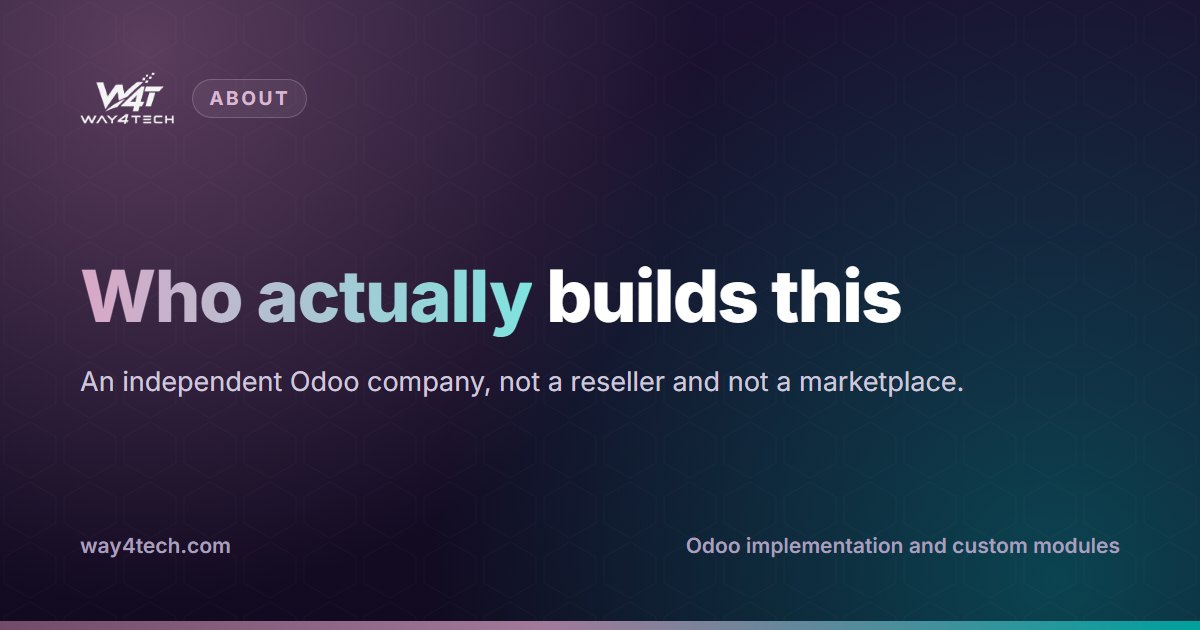 W4T
WAY4TECH
ABOUT
Who actually builds this
An independent Odoo company, not a reseller and not a marketplace.
way4tech.com
Odoo implementation and custom modules